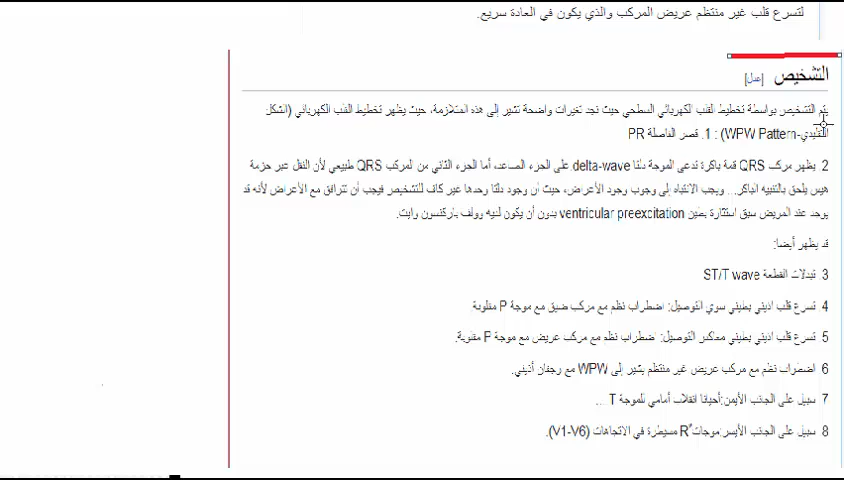 لتسرع قلب غير منتظم عريض المركب والذي يكون في العادة سريع.
التشخيص [عدل]
يتم التشخيص بواسطة تخطيط القلب الكهربائي السطحي حيث نجد تغيرات واضحة تشير إلى هذه المتلازمة، حيث يظهر تخطيط القلب الكهربائي (الشكل
التقليدي-WPW Pattern) : 1. قصر الفاصلة PR
2 يظهر مركب QRS قمة باكرة تدعى الموجة دلتا delta-wave على الجزء الصاعد، أما الجزء الثاني من المركب QRS طبيعي لأن النقل عبر حزمة
هيس يلحق بالتنبيه الباكر... ويجب الانتباه إلى وجوب وجود الأعراض، حيث أن وجود دلتا وحدها غير كاف للتشخيص فيجب أن تترافق مع الأعراض لأنه قد
يوجد عند المريض سبق استثارة بطين ventricular preexcitation بدون أن يكون لديه وولف باركنسون وايت.
قد يظهر أيضا:
3 تبدلات القطعة ST/T wave
4 تسرع قلب اذيني بطيني سوي التوصيل: اضطراب نظم مع مركب ضيق مع موجة P مقلوبة
5 تسرع قلب اذيني بطيني معاكس التوصيل: اضطراب نظم مع مركب عريض مع موجة P مقلوبة.
6 اضطراب نظم مع مركب عريض غير منتظم يشير إلى WPW مع رجفان أذيني.
7 سبيل على الجانب الأيمن:أحيانا انقلاب أمامي للموجة T ...
8 سبيل على الجانب الأيسر:موجات R مسيطرة في الاتجاهات (V1-V6).